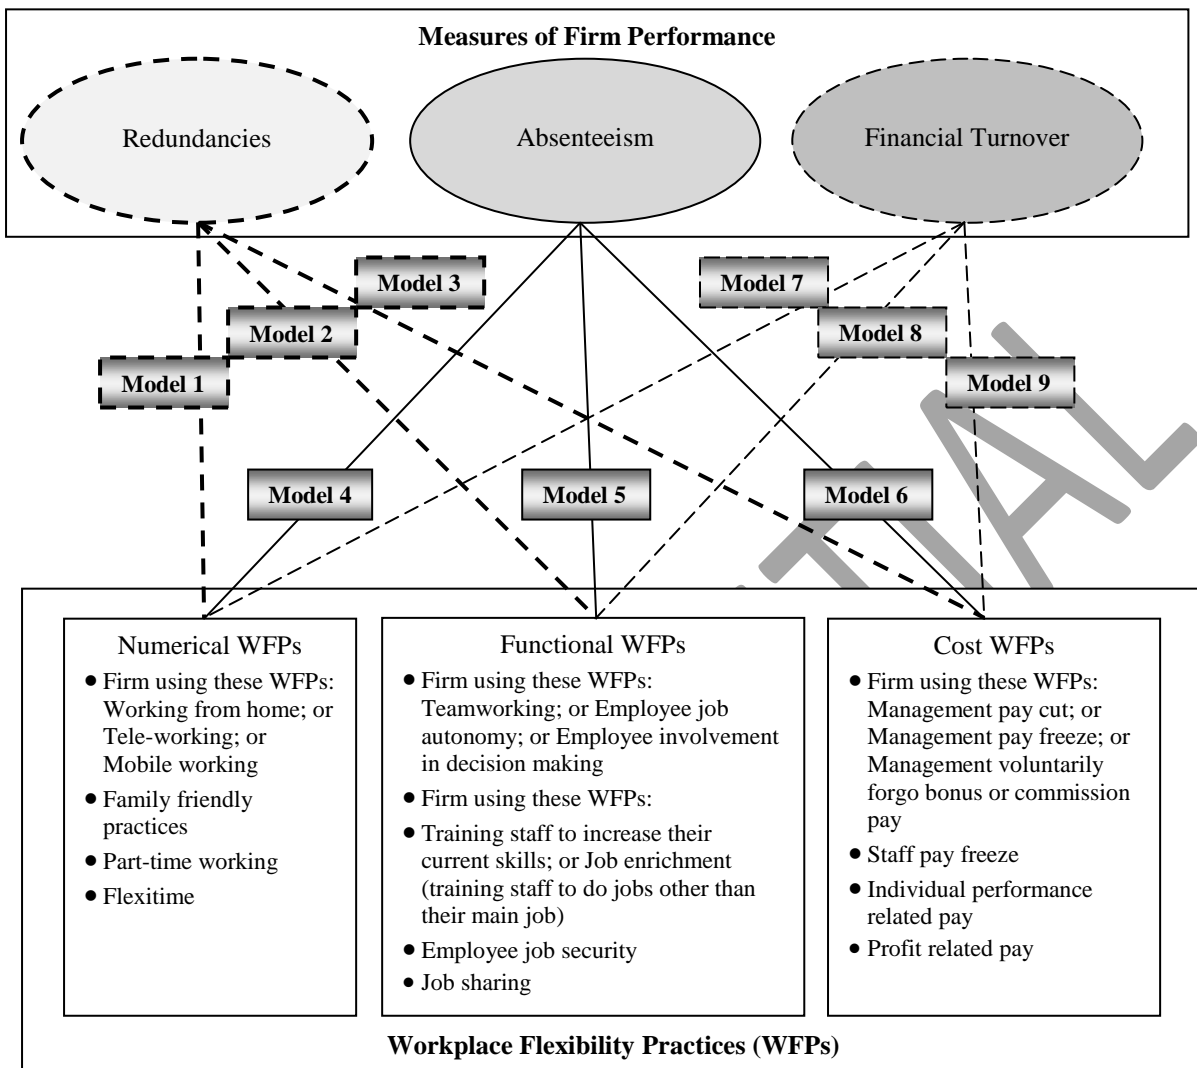 Measures of Firm Performance
Redundancies
Absenteeism
Financial Turnover
Model 3
Model 7
Model 2
Model 8
Model 1
Model 9
Model 4
Model 5
Model 6
TIAL
Numerical WFPs
• Firm using these WFPs:
Working from home; or
Tele-working; or
Mobile working
• Family friendly
practices
• Part-time working
• Flexitime
Functional WFPs
• Firm using these WFPs:
Teamworking; or Employee job
autonomy; or Employee involvement
in decision making
• Firm using these WFPs:
• Training staff to increase their
current skills; or Job enrichment
(training staff to do jobs other than
their main job)
• Employee job security
• Job sharing
Cost WFPs
• Firm using these WFPs:
Management pay cut; or
Management pay freeze; or
Management voluntarily
forgo bonus or commission
pay
• Staff pay freeze
• Individual performance
related pay
• Profit related pay
Workplace Flexibility Practices (WFPs)